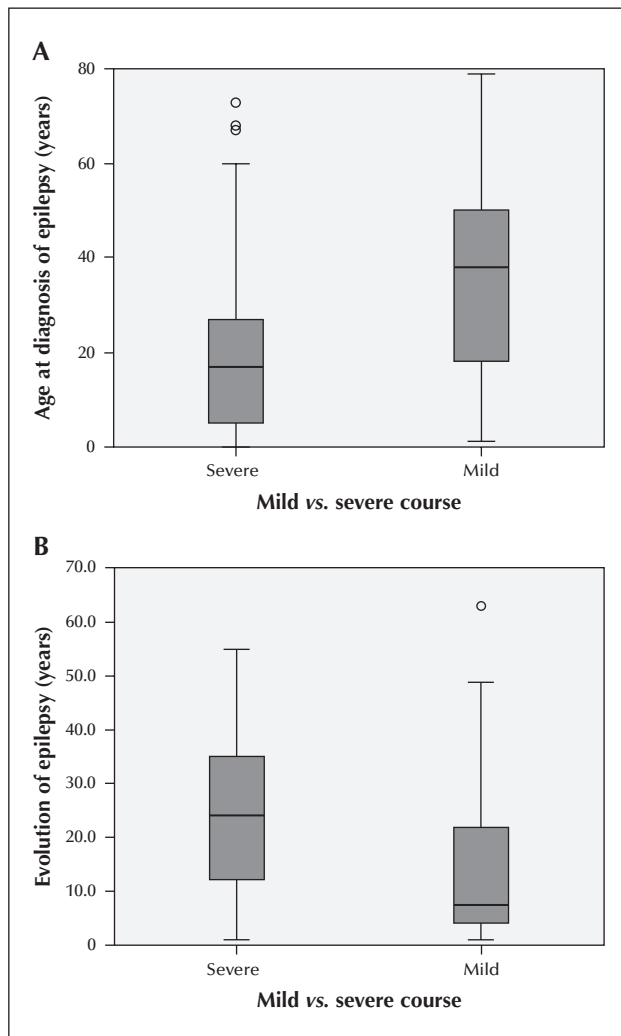 A
Age at diagnosis of epilepsy (years)
80
60
40
20
0
Severe Mild
Mild vs. severe course
B
Evolution of epilepsy (years)
70.0
60.0
50.0
40.0
30.0
20.0
10.0
0
Severe Mild
Mild vs. severe course